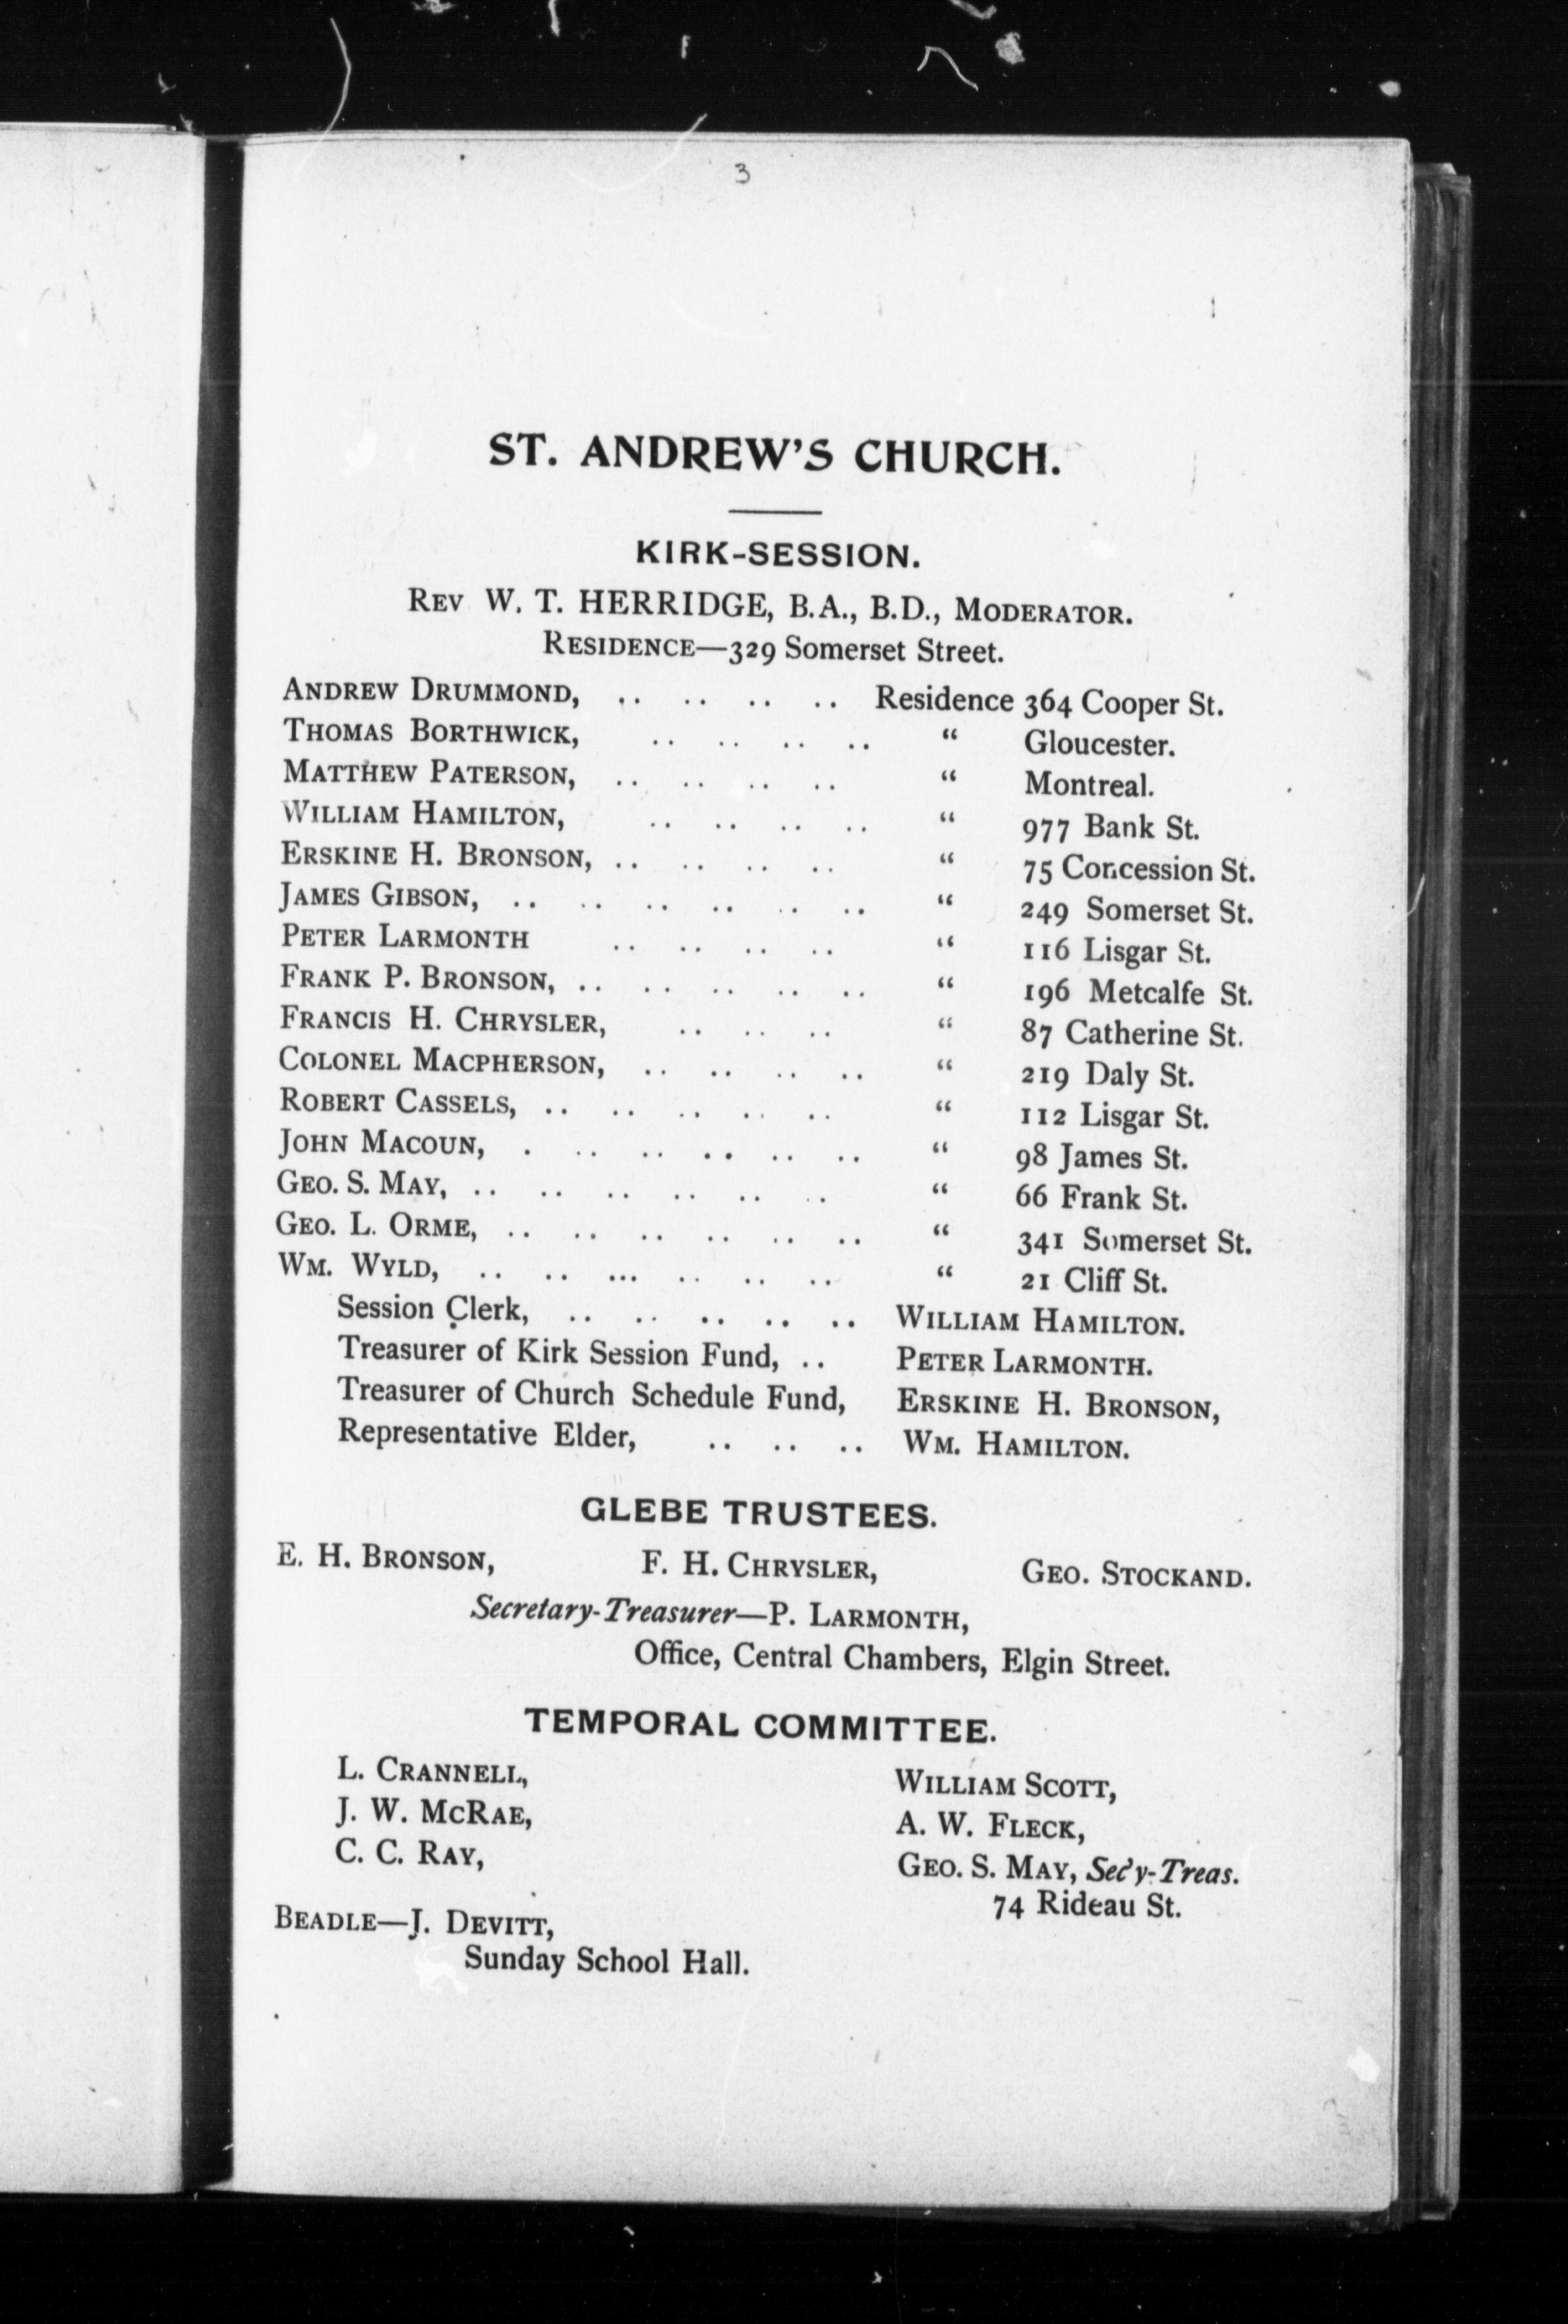 3
ST. ANDREW'S CHURCH.
KIRK-SESSION.
REV W. T. HERRIDGE, B.A., B.D., MODERATOR.
RESIDENCE—329 Somerset Street.
ANDREW DRUMMOND, .. .. .. .. Residence 364 Cooper St.
THOMAS BORTHWICK, .. .. .. .. “ Gloucester.
MATTHEW PATERSON, .. .. .. .. “ Montreal.
WILLIAM HAMILTON, .. .. .. .. “ 977 Bank St.
ERSKINE H. BRONSON, .. .. .. .. “ 75 Concession St.
JAMES GIBSON, .. .. .. .. .. .. “ 249 Somerset St.
PETER LARMONTH .. .. .. .. “ 116 Lisgar St.
FRANK P. BRONSON, .. .. .. .. .. “ 196 Metcalfe St.
FRANCIS H. CHRYSLER, .. .. .. “ 87 Catherine St.
COLONEL MACPHERSON, .. .. .. .. “ 219 Daly St.
ROBERT CASSELS, .. .. .. .. .. “ 112 Lisgar St.
JOHN MACOUN, . .. .. .. .. .. “ 98 James St.
GEO. S. MAY, .. .. .. .. .. .. “ 66 Frank St.
GEO. L. ORME, .. .. .. .. .. .. “ 341 Somerset St.
WM. WYLD, .. .. ... .. .. .. “ 21 Cliff St.
Session Clerk, .. .. .. .. .. WILLIAM HAMILTON.
Treasurer of Kirk Session Fund, .. PETER LARMONTH.
Treasurer of Church Schedule Fund, ERSKINE H. BRONSON,
Representative Elder, .. .. .. WM. HAMILTON.
GLEBE TRUSTEES.
E. H. BRONSON, F. H. CHRYSLER, GEO. STOCKAND.
Secretary-Treasurer—P. LARMONTH,
Office, Central Chambers, Elgin Street.
TEMPORAL COMMITTEE.
L. CRANNELL, WILLIAM SCOTT,
J. W. MCRAE, A. W. FLECK,
C. C. RAY, GEO. S. MAY, Sec'y-Treas.
74 Rideau St.
BEADLE—J. DEVITT,
Sunday School Hall.